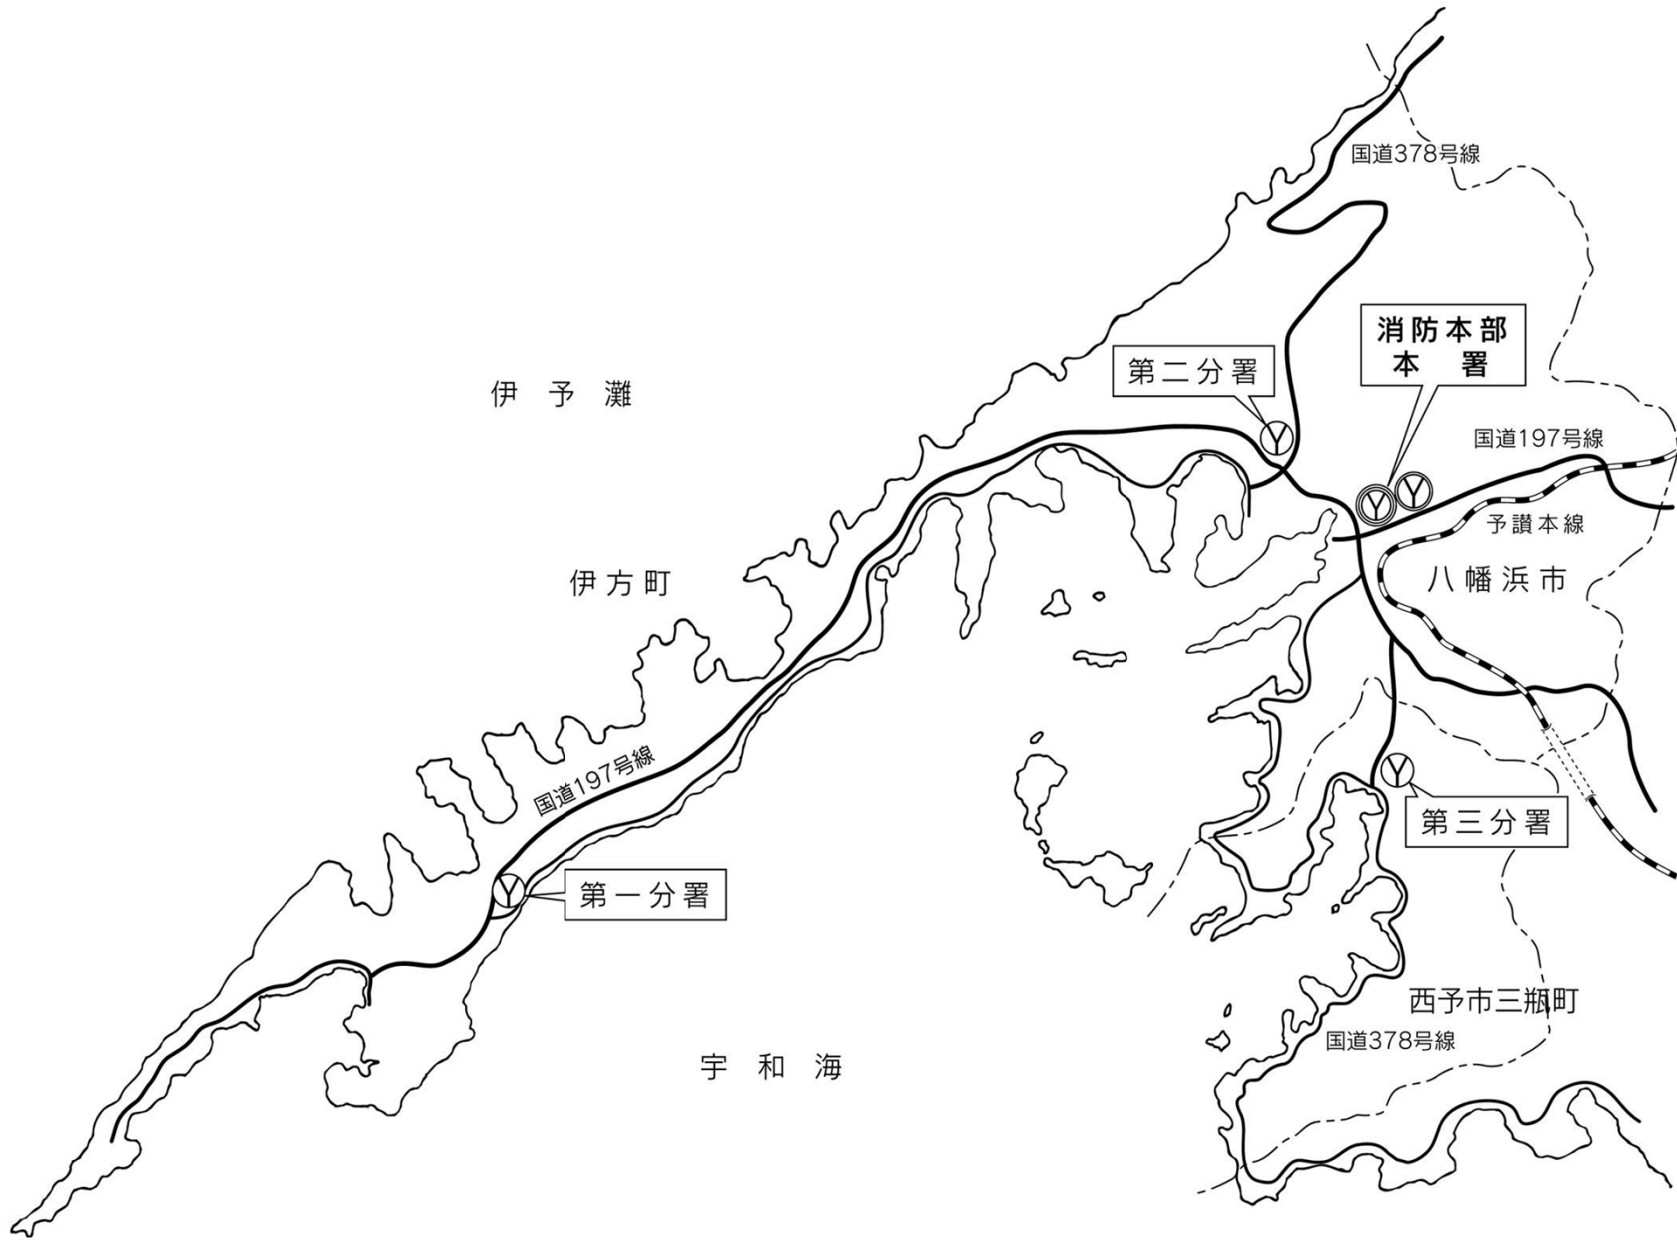 国道378号線
消防本部
本　署
第二分署
伊　予　灘
国道197号線
予讃本線
八幡浜市
伊方町
国道197号線
第三分署
第一分署
西予市三瓶町
国道378号線
宇　和　海